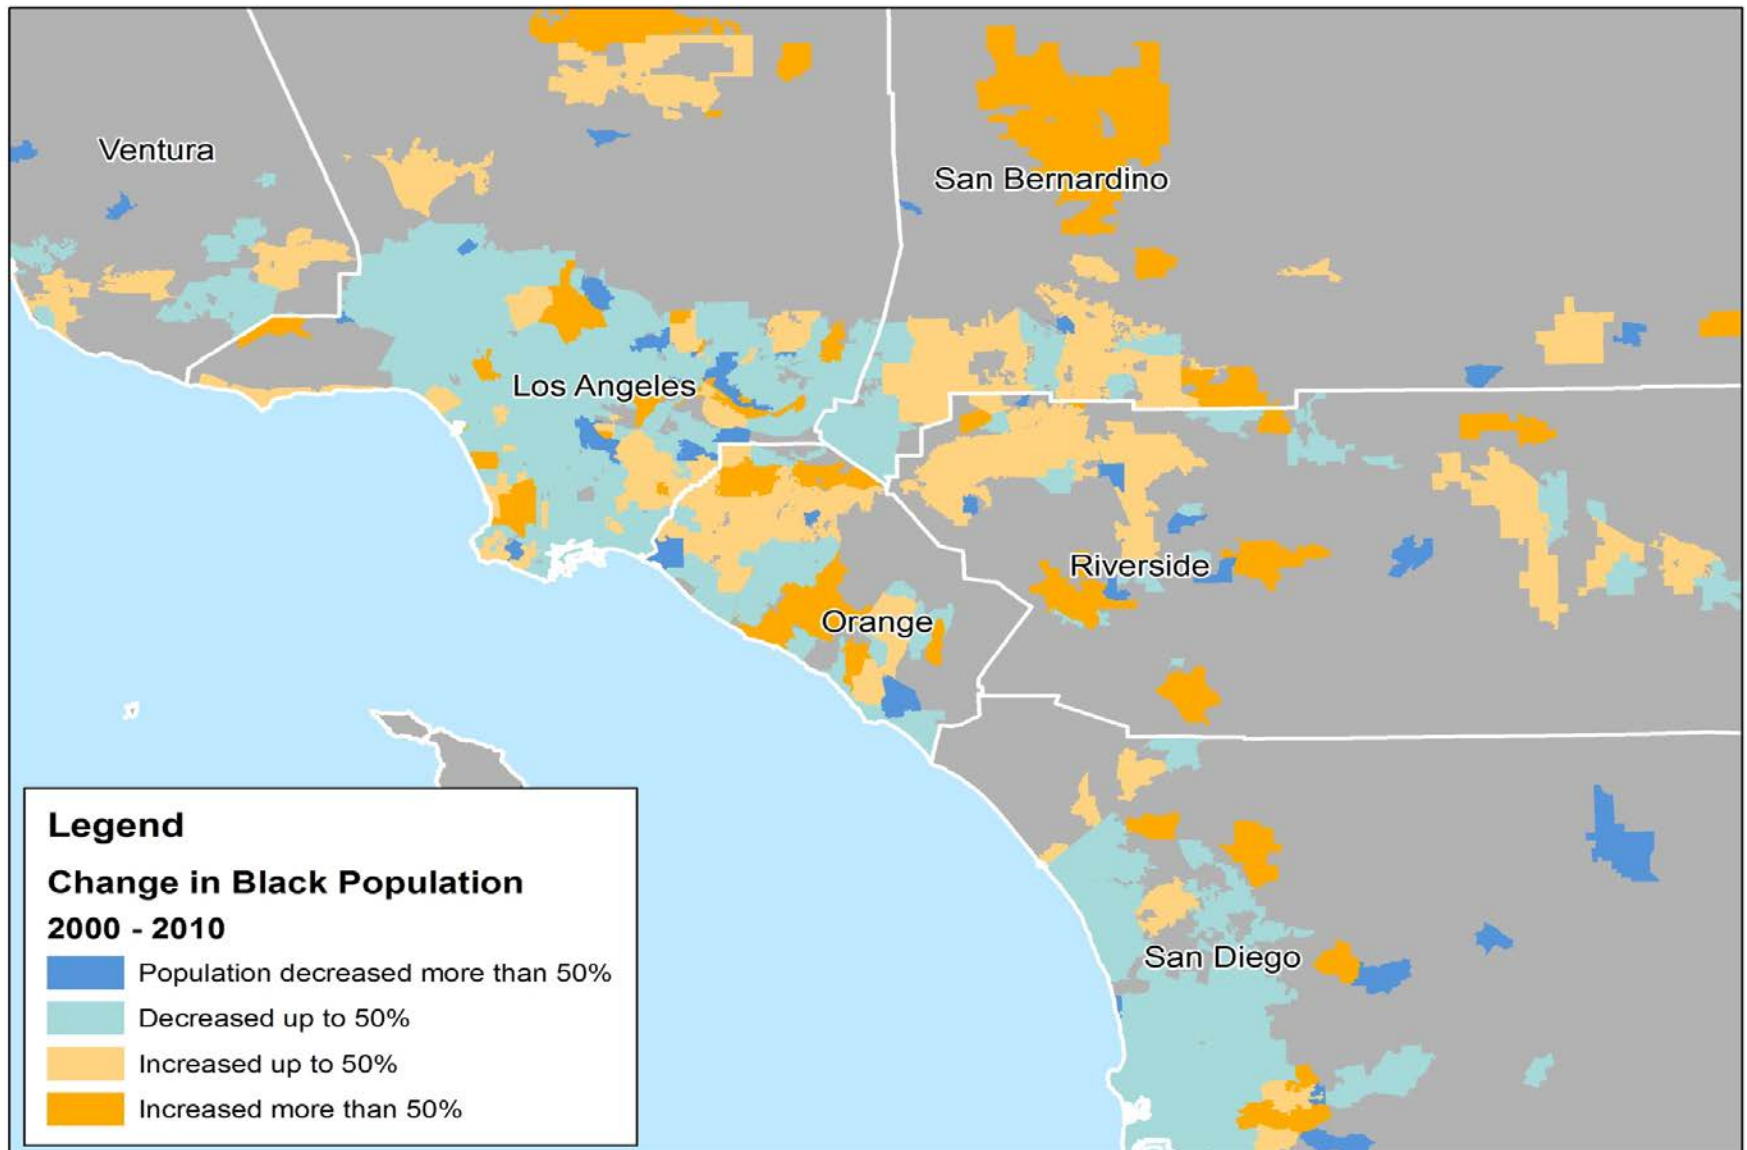 Ventura
San Bernardino
Los Angeles
Riverside
Orange
San Diego
Legend
Change in Black Population
2000 - 2010
Population decreased more than 50%
Decreased up to 50%
Increased up to 50%
Increased more than 50%